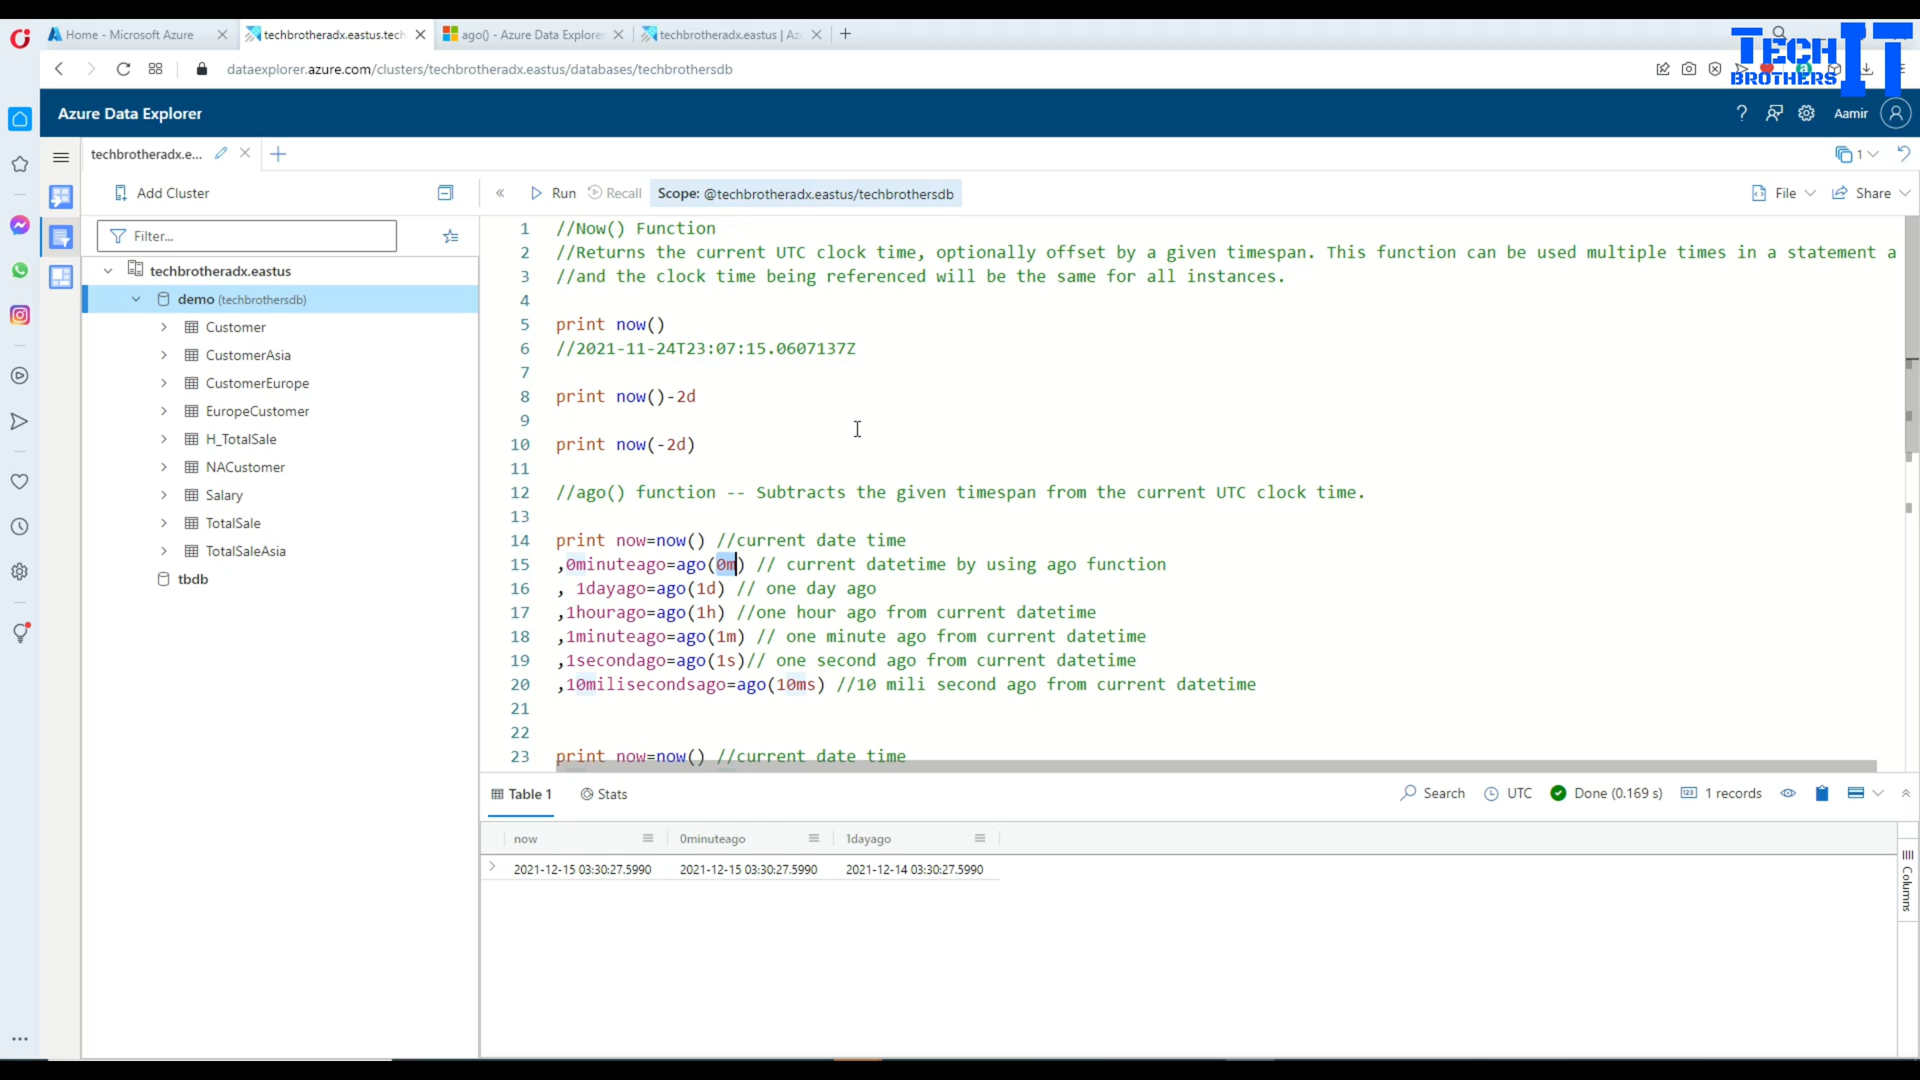 Home - Microsoft Azure
techbrotheradx.eastus.tech
ago() - Azure Data Explorer
techbrotheradx.eastus | Az
dataexplorer.azure.com/clusters/techbrotheradx.eastus/databases/techbrothersdb
TECH
BROTHERS
IT
Azure Data Explorer
Aamir
techbrotheradx.e...
1
Add Cluster
Run
Recall
Scope: @techbrotheradx.eastus/techbrothersdb
File
Share
Filter...
techbrotheradx.eastus
demo (techbrothersdb)
Customer
CustomerAsia
CustomerEurope
EuropeCustomer
H_TotalSale
NACustomer
Salary
TotalSale
TotalSaleAsia
tbdb
1 //Now() Function
2 //Returns the current UTC clock time, optionally offset by a given timespan. This function can be used multiple times in a statement a
3 //and the clock time being referenced will be the same for all instances.
4
5 print now()
6 //2021-11-24T23:07:15.0607137Z
7
8 print now()-2d
9
10 print now(-2d)
11
12 //ago() function -- Subtracts the given timespan from the current UTC clock time.
13
14 print now=now() //current date time
15 ,0minuteago=ago(0m) // current datetime by using ago function
16 , 1dayago=ago(1d) // one day ago
17 ,1hourago=ago(1h) //one hour ago from current datetime
18 ,1minuteago=ago(1m) // one minute ago from current datetime
19 ,1secondago=ago(1s)// one second ago from current datetime
20 ,10milisecondsago=ago(10ms) //10 mili second ago from current datetime
21
22
23 print now=now() //current date time
Table 1
Stats
Search
UTC
Done (0.169 s)
1 records
now
0minuteago
1dayago
2021-12-15 03:30:27.5990
2021-12-15 03:30:27.5990
2021-12-14 03:30:27.5990
Columns